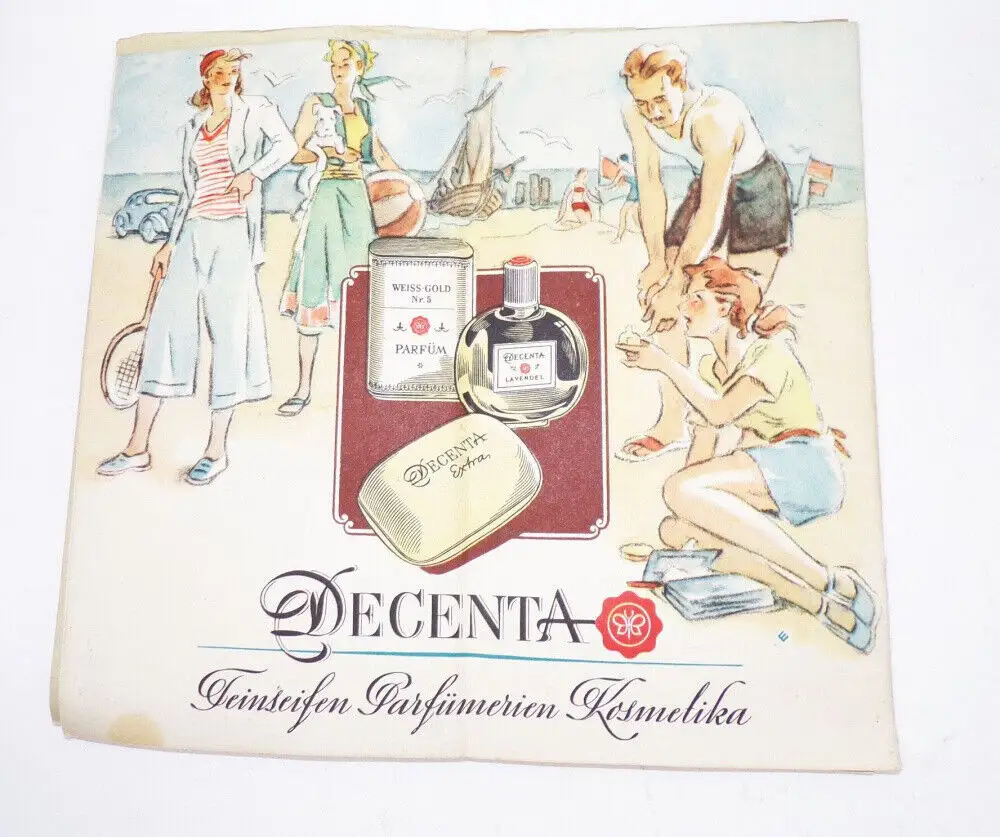 WEISS-GOLD
Nr. 5
PARFÜM
DECENTA
LAVENDEL
DECENTA
Extra
DECENTA
Feinseifen Parfümerien Kosmetika
E